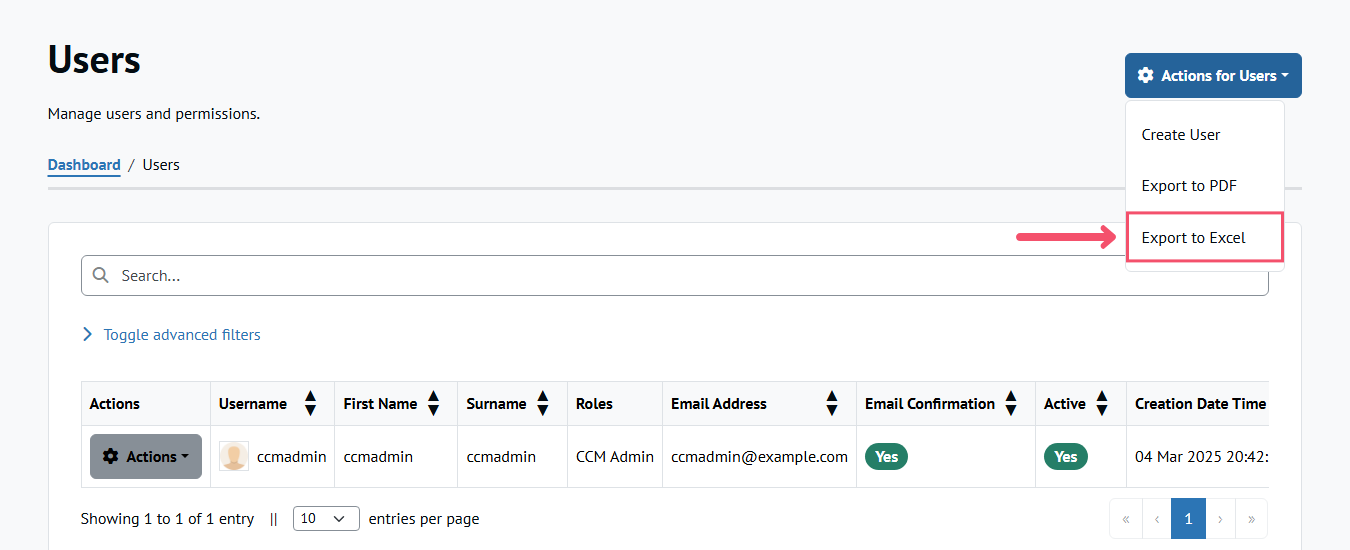 Users
Actions for Users
Manage users and permissions.
Create User
Dashboard / Users
Export to PDF
Export to Excel
Search...
Toggle advanced filters
Actions Username First Name Surname Roles Email Address Email Confirmation Active Creation Date Time
Actions ccmadmin ccmadmin ccmadmin CCM Admin ccmadmin@example.com Yes Yes 04 Mar 2025 20:42:
Showing 1 to 1 of 1 entry || 10 entries per page « ‹ 1 › »